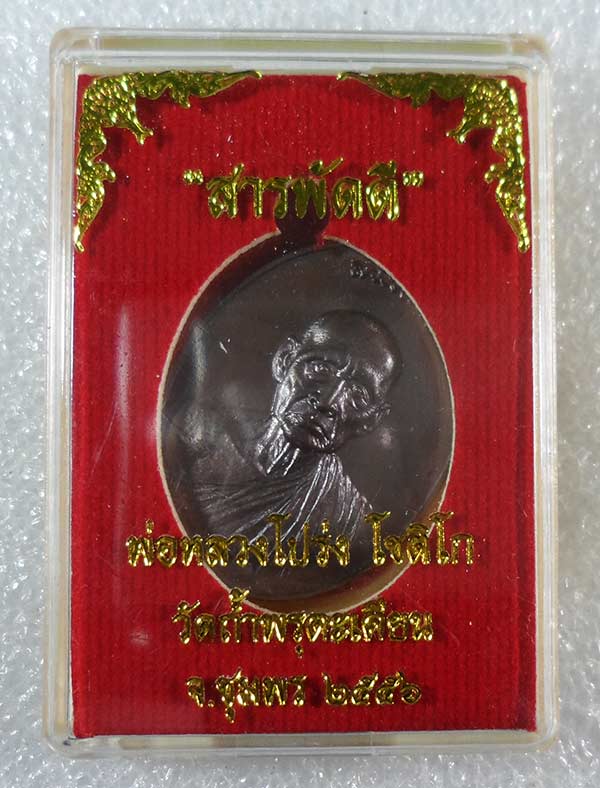 "สารพัดดี"
พ่อหลวงโปร่ง โชติโก
วัดถ้ำพรุตะเคียน
จ.ชุมพร ๒๕๕๖